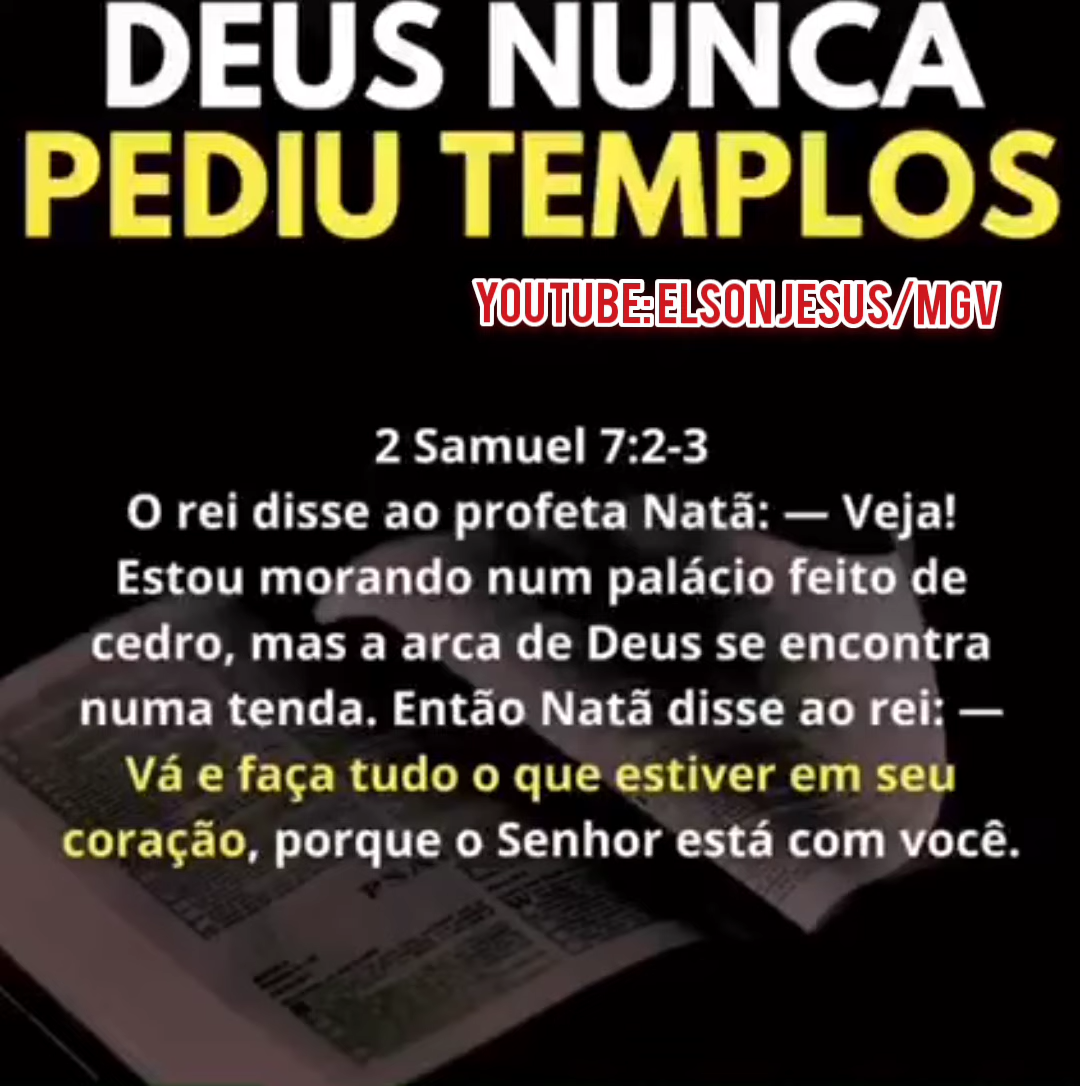 DEUS NUNCA
PEDIU TEMPLOS
YOUTUBE:ELSON JESUS/MGV
2 Samuel 7:2-3
O rei disse ao profeta Natã: — Veja!
Estou morando num palácio feito de
cedro, mas a arca de Deus se encontra
numa tenda. Então Natã disse ao rei: —
Vá e faça tudo o que estiver em seu
coração, porque o Senhor está com você.